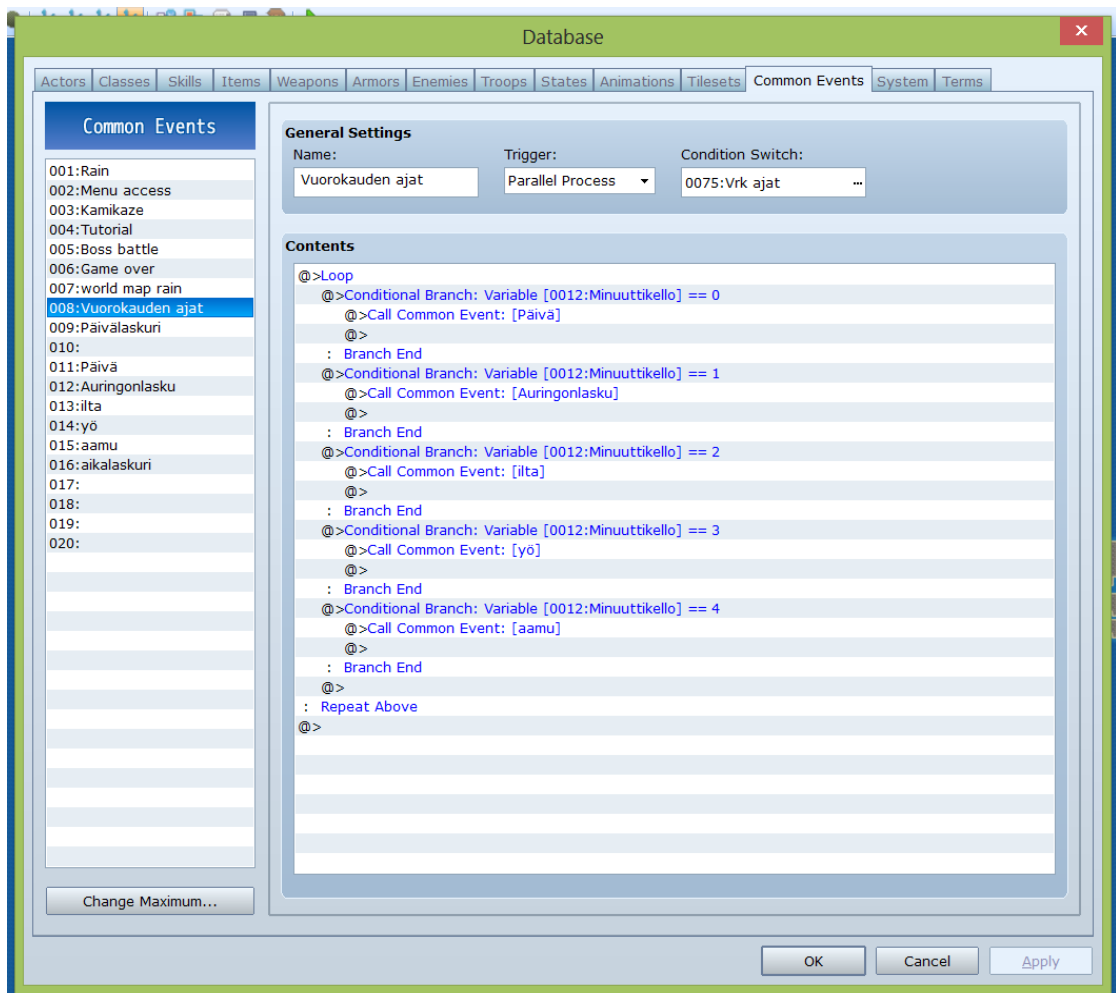 Database
Actors Classes Skills Items Weapons Armors Enemies Troops States Animations Tilesets Common Events System Terms
Common Events
001:Rain
002:Menu access
003:Kamikaze
004:Tutorial
005:Boss battle
006:Game over
007:world map rain
008:Vuorokauden ajat
009:Päivälaskuri
010:
011:Päivä
012:Auringonlasku
013:ilta
014:yö
015:aamu
016:aikalaskuri
017:
018:
019:
020:
Change Maximum...
General Settings
Name: Trigger: Condition Switch:
Vuorokauden ajat Parallel Process 0075:Vrk ajat ...
Contents
@>Loop
@>Conditional Branch: Variable [0012:Minuuttikello] == 0
@>Call Common Event: [Päivä]
@>
: Branch End
@>Conditional Branch: Variable [0012:Minuuttikello] == 1
@>Call Common Event: [Auringonlasku]
@>
: Branch End
@>Conditional Branch: Variable [0012:Minuuttikello] == 2
@>Call Common Event: [ilta]
@>
: Branch End
@>Conditional Branch: Variable [0012:Minuuttikello] == 3
@>Call Common Event: [yö]
@>
: Branch End
@>Conditional Branch: Variable [0012:Minuuttikello] == 4
@>Call Common Event: [aamu]
@>
: Branch End
@>
: Repeat Above
@>
OK Cancel Apply